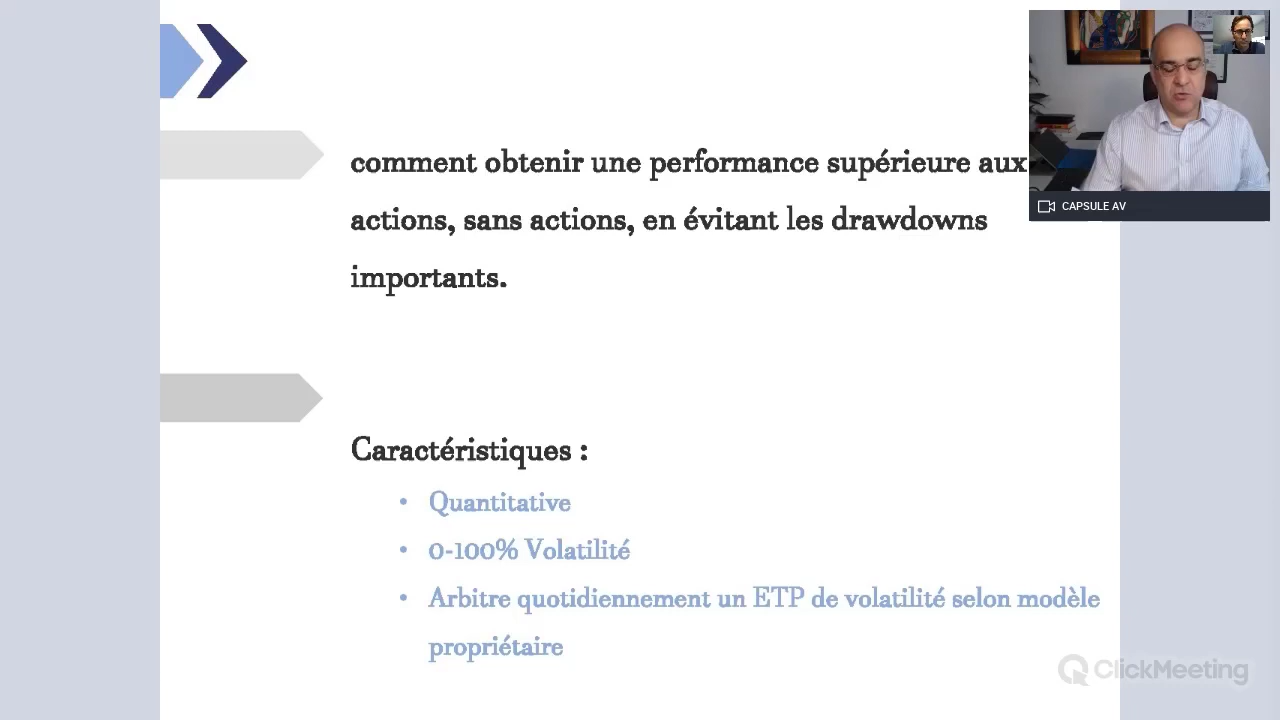 comment obtenir une performance supérieure aux
actions, sans actions, en évitant les drawdowns
importants.
CAPSULE AV
Caractéristiques :
• Quantitative
• 0-100% Volatilité
• Arbitre quotidiennement un ETP de volatilité selon modèle
propriétaire
ClickMeeting